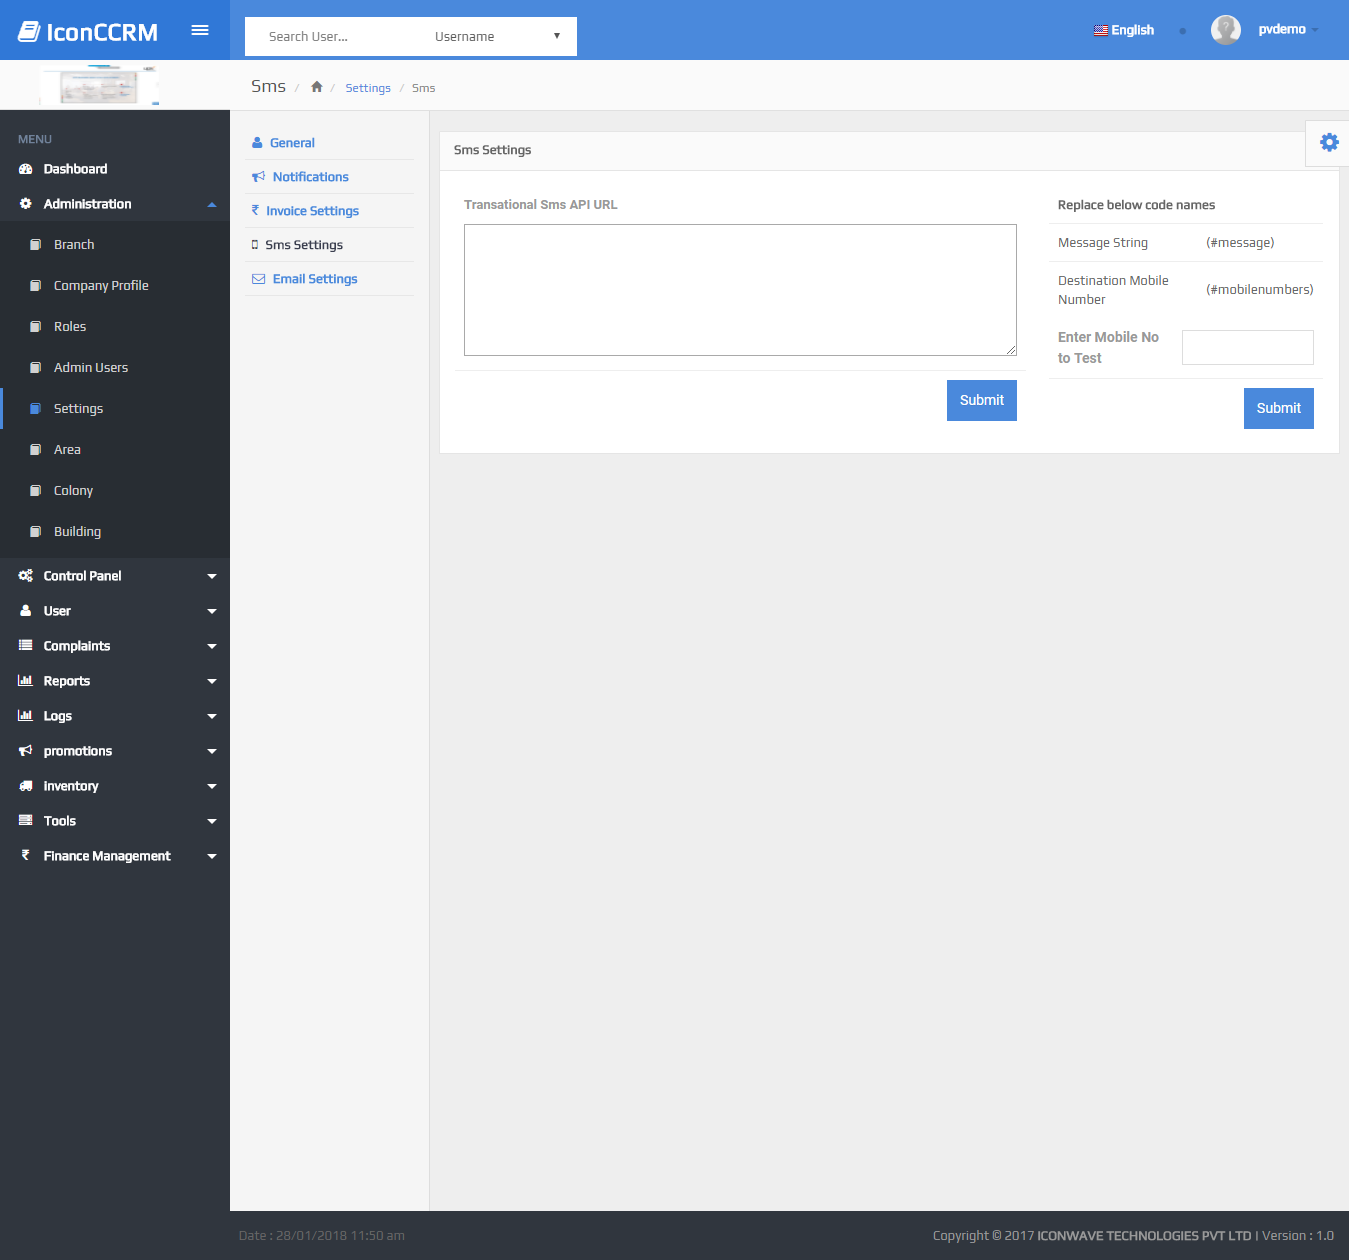 IconCCRM
Search User...
Username
English
pvdemo
Sms / / Settings / Sms
MENU
Dashboard
Administration
Branch
Company Profile
Roles
Admin Users
Settings
Area
Colony
Building
Control Panel
User
Complaints
Reports
Logs
promotions
Inventory
Tools
Finance Management
General
Notifications
Invoice Settings
Sms Settings
Email Settings
Sms Settings
Transational Sms API URL
Submit
Replace below code names
Message String (#message)
Destination Mobile
Number
(#mobilenumbers)
Enter Mobile No
to Test
Submit
Date : 28/01/2018 11:50 am
Copyright © 2017 ICONWAVE TECHNOLOGIES PVT LTD | Version : 1.0